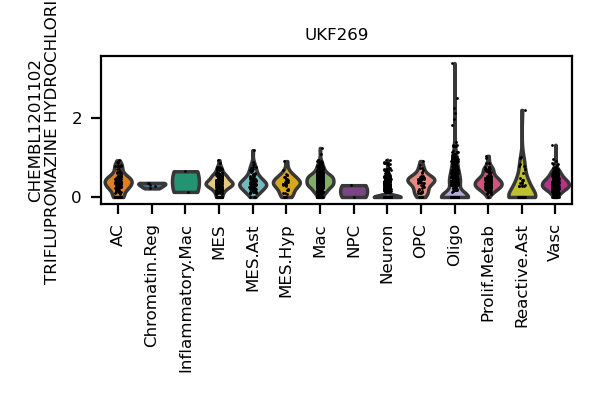 UKF269
CHEMBL1201102
TRIFLUPROMAZINE HYDROCHLORI
2
0
AC
Chromatin.Reg
Inflammatory.Mac
MES
MES.Ast
MES.Hyp
Mac
NPC
Neuron
OPC
Oligo
Prolif.Metab
Reactive.Ast
Vasc